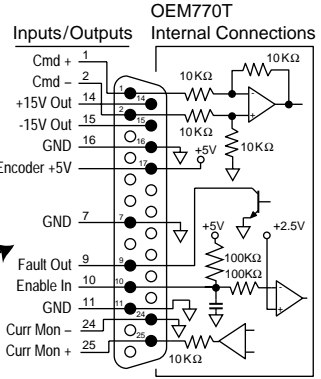 OEM770T
Inputs/Outputs Internal Connections
Cmd + 1
Cmd – 2
+15V Out 14
-15V Out 15
GND 16
Encoder +5V
GND 7
Fault Out 9
Enable In 10
GND 11
Curr Mon – 24
Curr Mon + 25
1
14
2
15
16
17
7
9
10
11
24
25
10KΩ
10KΩ
10KΩ
10KΩ
+5V
+5V
+2.5V
100KΩ
100KΩ
10KΩ
+
–